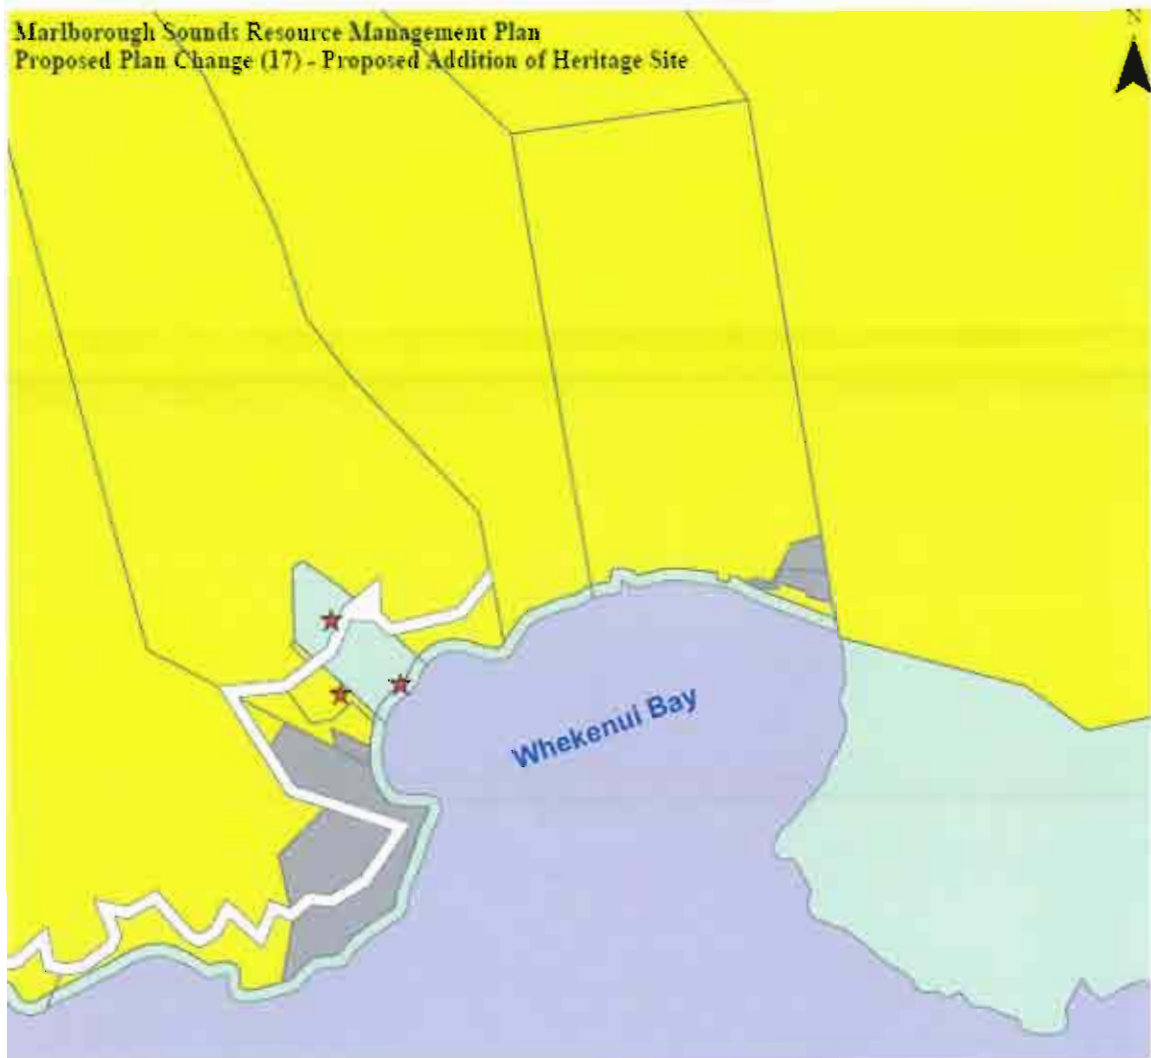 Marlborough Sounds Resource Management Plan
Proposed Plan Change (17) - Proposed Addition of Heritage Site
N
Whekenui Bay